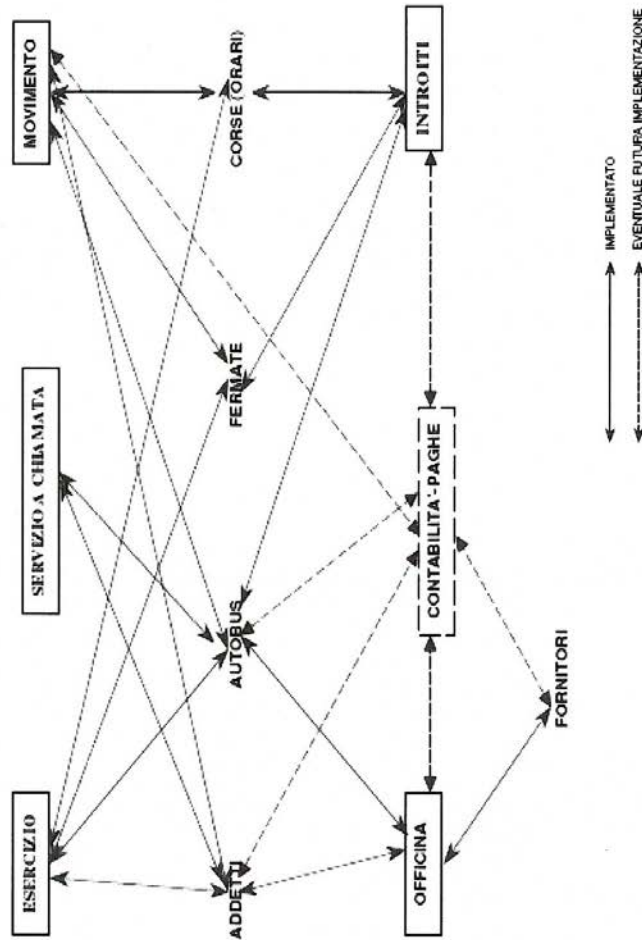 ESERCIZIO
SERVIZIO A CHIAMATA
MOVIMENTO
ADDETTI
AUTOBUS
FERMATE
CORSE (ORARI)
OFFICINA
CONTABILITA'-PAGHE
INTROITI
FORNITORI
IMPLEMENTATO
EVENTUALE FUTURA IMPLEMENTAZIONE